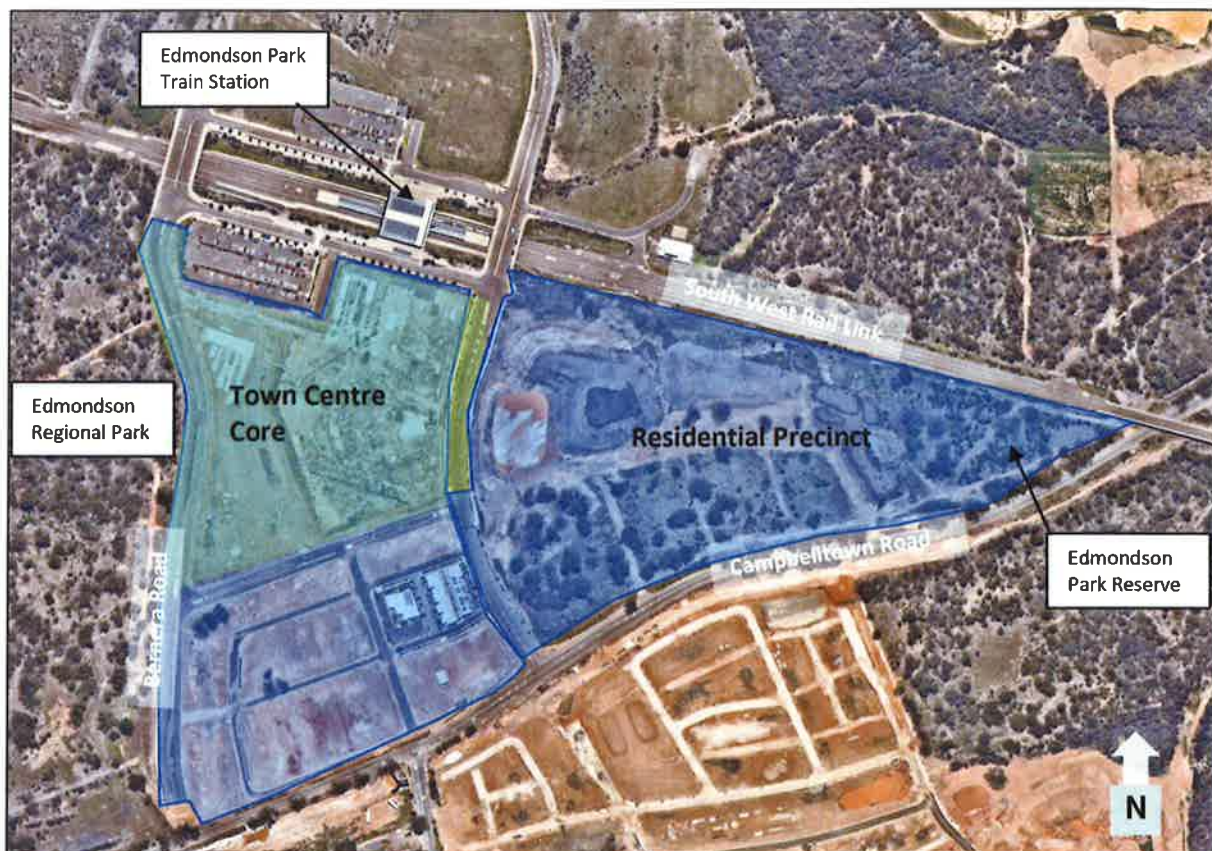 Edmondson Park
Train Station
South West Rail Link
Town Centre
Core
Edmondson
Regional Park
Residential Precinct
Campbelltown Road
Edmondson
Park Reserve
Bernera Road
N